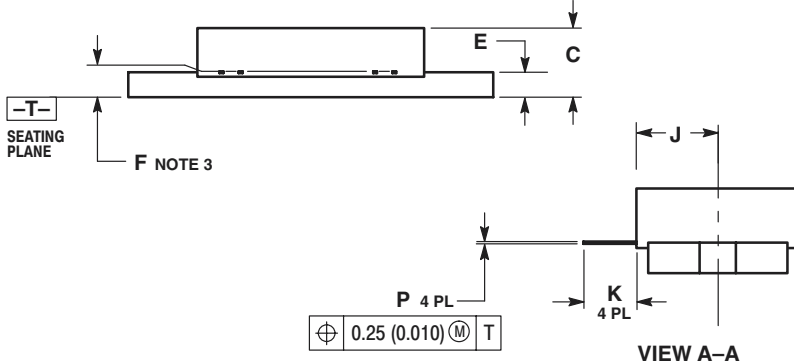 E
C
–T–
SEATING
PLANE
F NOTE 3
J
P 4 PL
K
4 PL
⌖ 0.25 (0.010) Ⓜ T
VIEW A–A